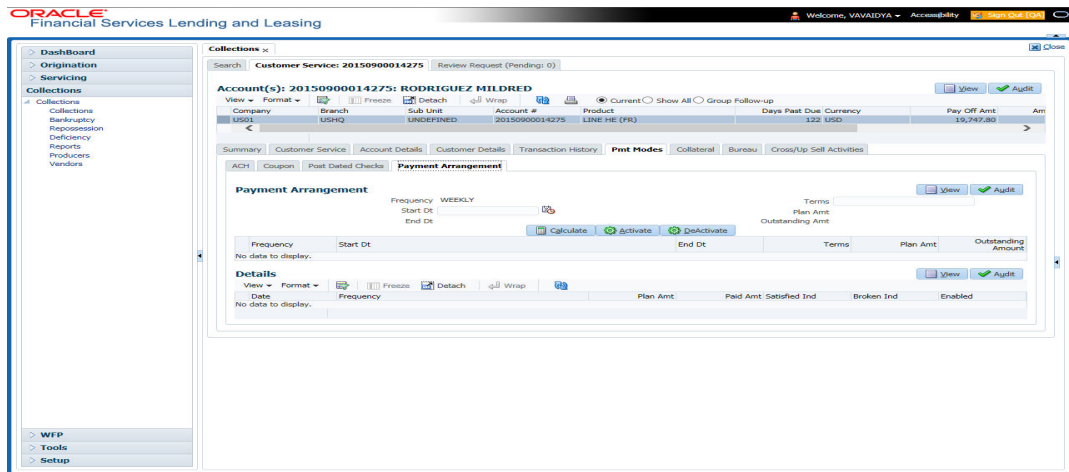 ORACLE
Financial Services Lending and Leasing
Welcome, VAVAIDYA Accessibility Sign Out [QA]
Close
DashBoard
Origination
Servicing
Collections
Collections
Collections
Bankruptcy
Repossession
Deficiency
Reports
Producers
Vendors
WFP
Tools
Setup
Collections x
Search Customer Service: 20150900014275 Review Request (Pending: 0)
Account(s): 20150900014275: RODRIGUEZ MILDRED
View Audit
View Format Freeze Detach Wrap Current Show All Group Follow-up
Company Branch Sub Unit Account # Product Days Past Due Currency Pay Off Amt Am
US01 USHQ UNDEFINED 20150900014275 LINE HE (FR) 122 USD 19,747.80
Summary Customer Service Account Details Customer Details Transaction History Pmt Modes Collateral Bureau Cross/Up Sell Activities
ACH Coupon Post Dated Checks Payment Arrangement
Payment Arrangement
View Audit
Frequency WEEKLY Terms
Start Dt Plan Amt
End Dt Outstanding Amt
Calculate Activate DeActivate
Frequency Start Dt End Dt Terms Plan Amt Outstanding Amount
No data to display.
Details
View Audit
View Format Freeze Detach Wrap
Date Frequency Plan Amt Paid Amt Satisfied Ind Broken Ind Enabled
No data to display.